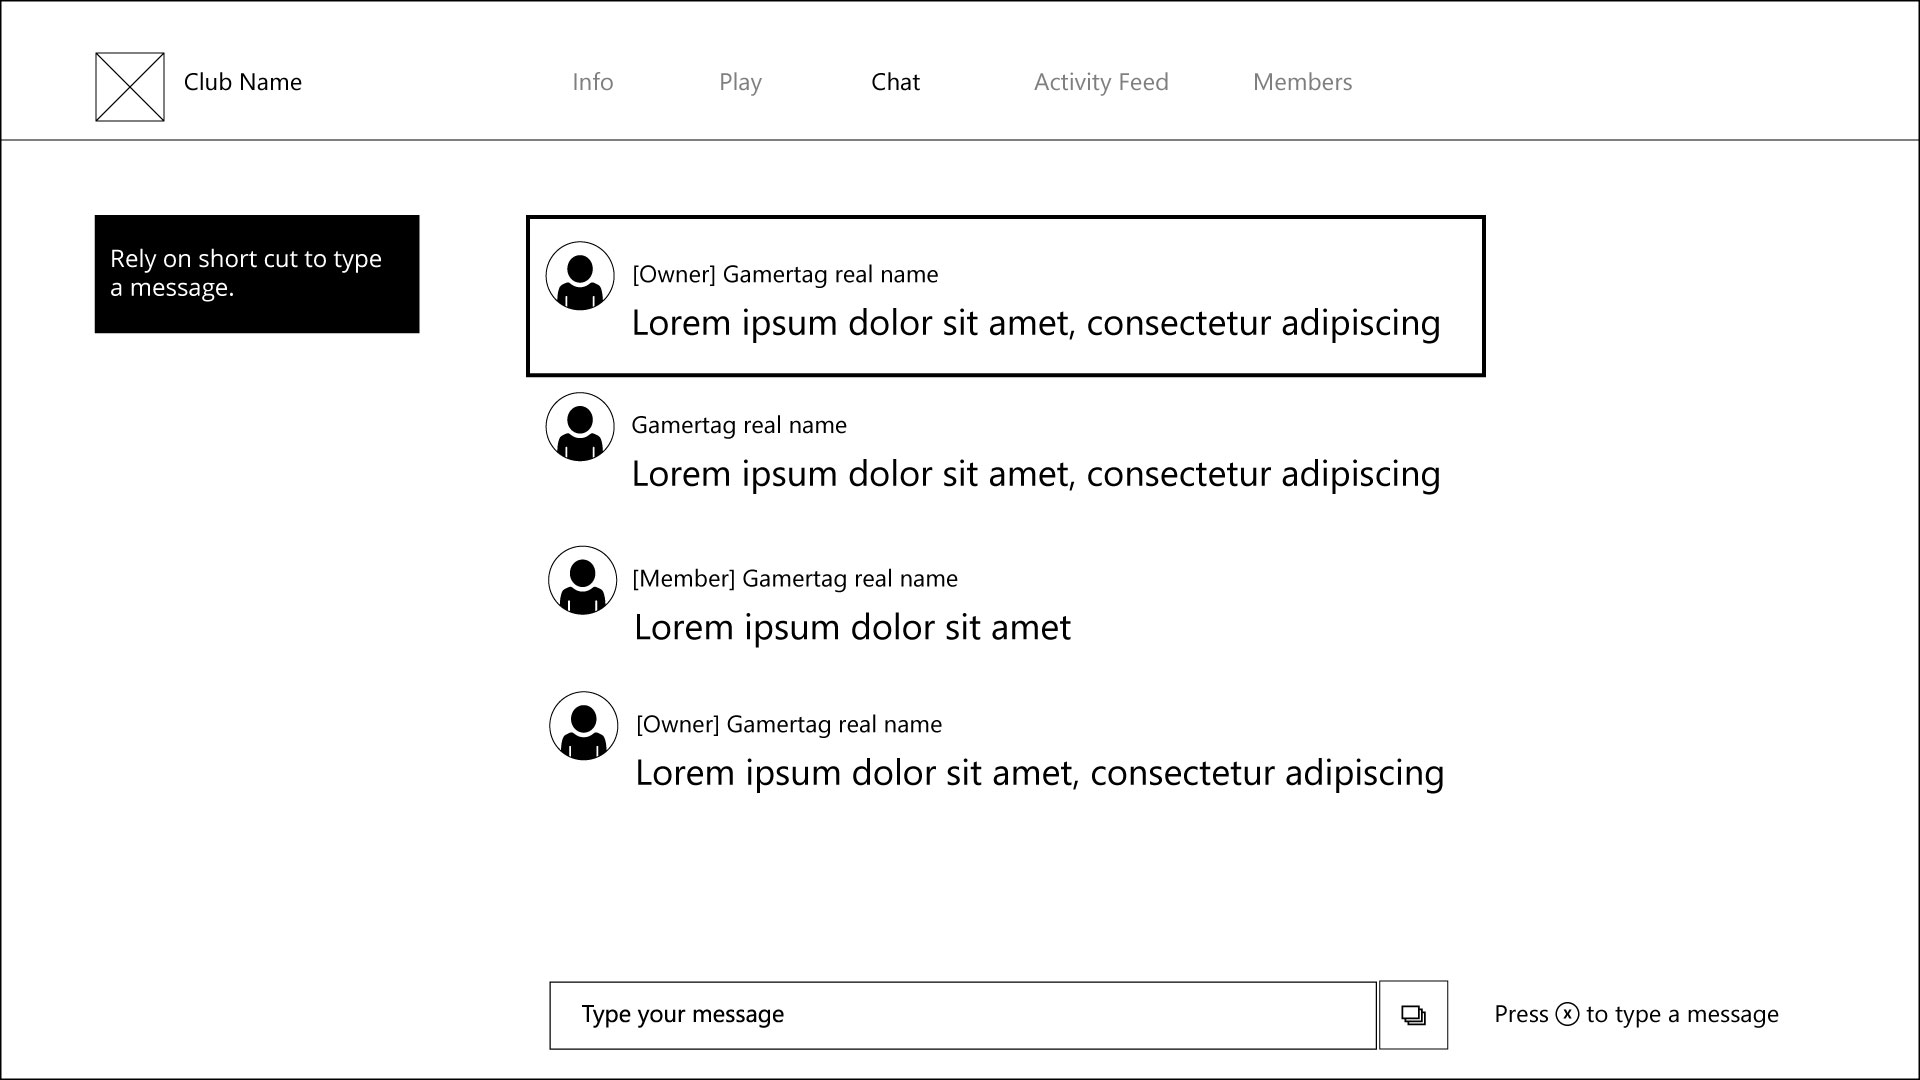 Club Name
Info
Play
Chat
Activity Feed
Members
Rely on short cut to type
a message.
[Owner] Gamertag real name
Lorem ipsum dolor sit amet, consectetur adipiscing
Gamertag real name
Lorem ipsum dolor sit amet, consectetur adipiscing
[Member] Gamertag real name
Lorem ipsum dolor sit amet
[Owner] Gamertag real name
Lorem ipsum dolor sit amet, consectetur adipiscing
Type your message
Press ⓧ to type a message